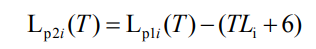 Lp2i(T) = Lp1i(T) − (TLi + 6)